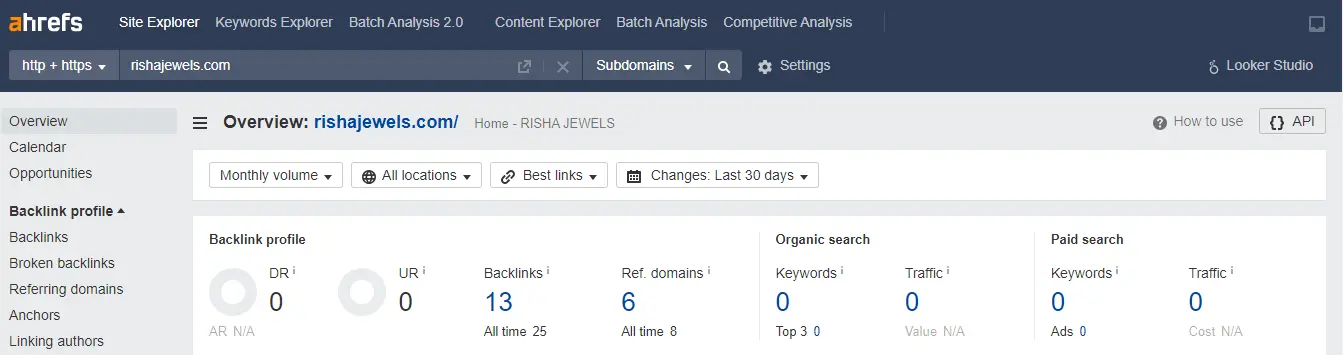 ahrefs Site Explorer Keywords Explorer Batch Analysis 2.0 Content Explorer Batch Analysis Competitive Analysis
http + https rishajewels.com Subdomains Settings Looker Studio
Overview
Calendar
Opportunities
Backlink profile
Backlinks
Broken backlinks
Referring domains
Anchors
Linking authors
Overview: rishajewels.com/ Home - RISHA JEWELS ? How to use {} API
Monthly volume All locations Best links Changes: Last 30 days
Backlink profile Organic search Paid search
DR i UR i Backlinks i Ref. domains i Keywords i Traffic i Keywords i Traffic i
0 0 13 6 0 0 0 0
AR N/A All time 25 All time 8 Top 3 0 Value N/A Ads 0 Cost N/A